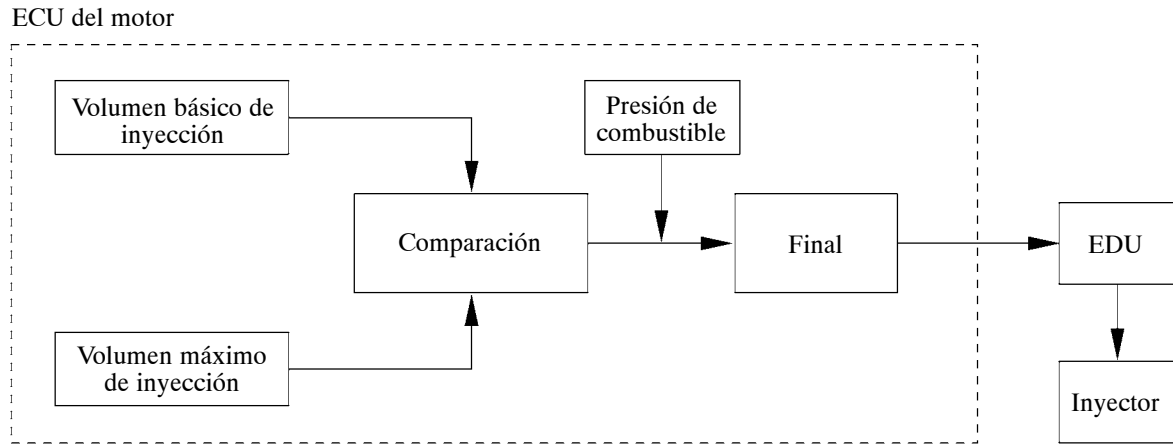 ECU del motor
Volumen básico de
inyección
Presión de
combustible
Comparación
Final
EDU
Volumen máximo
de inyección
Inyector